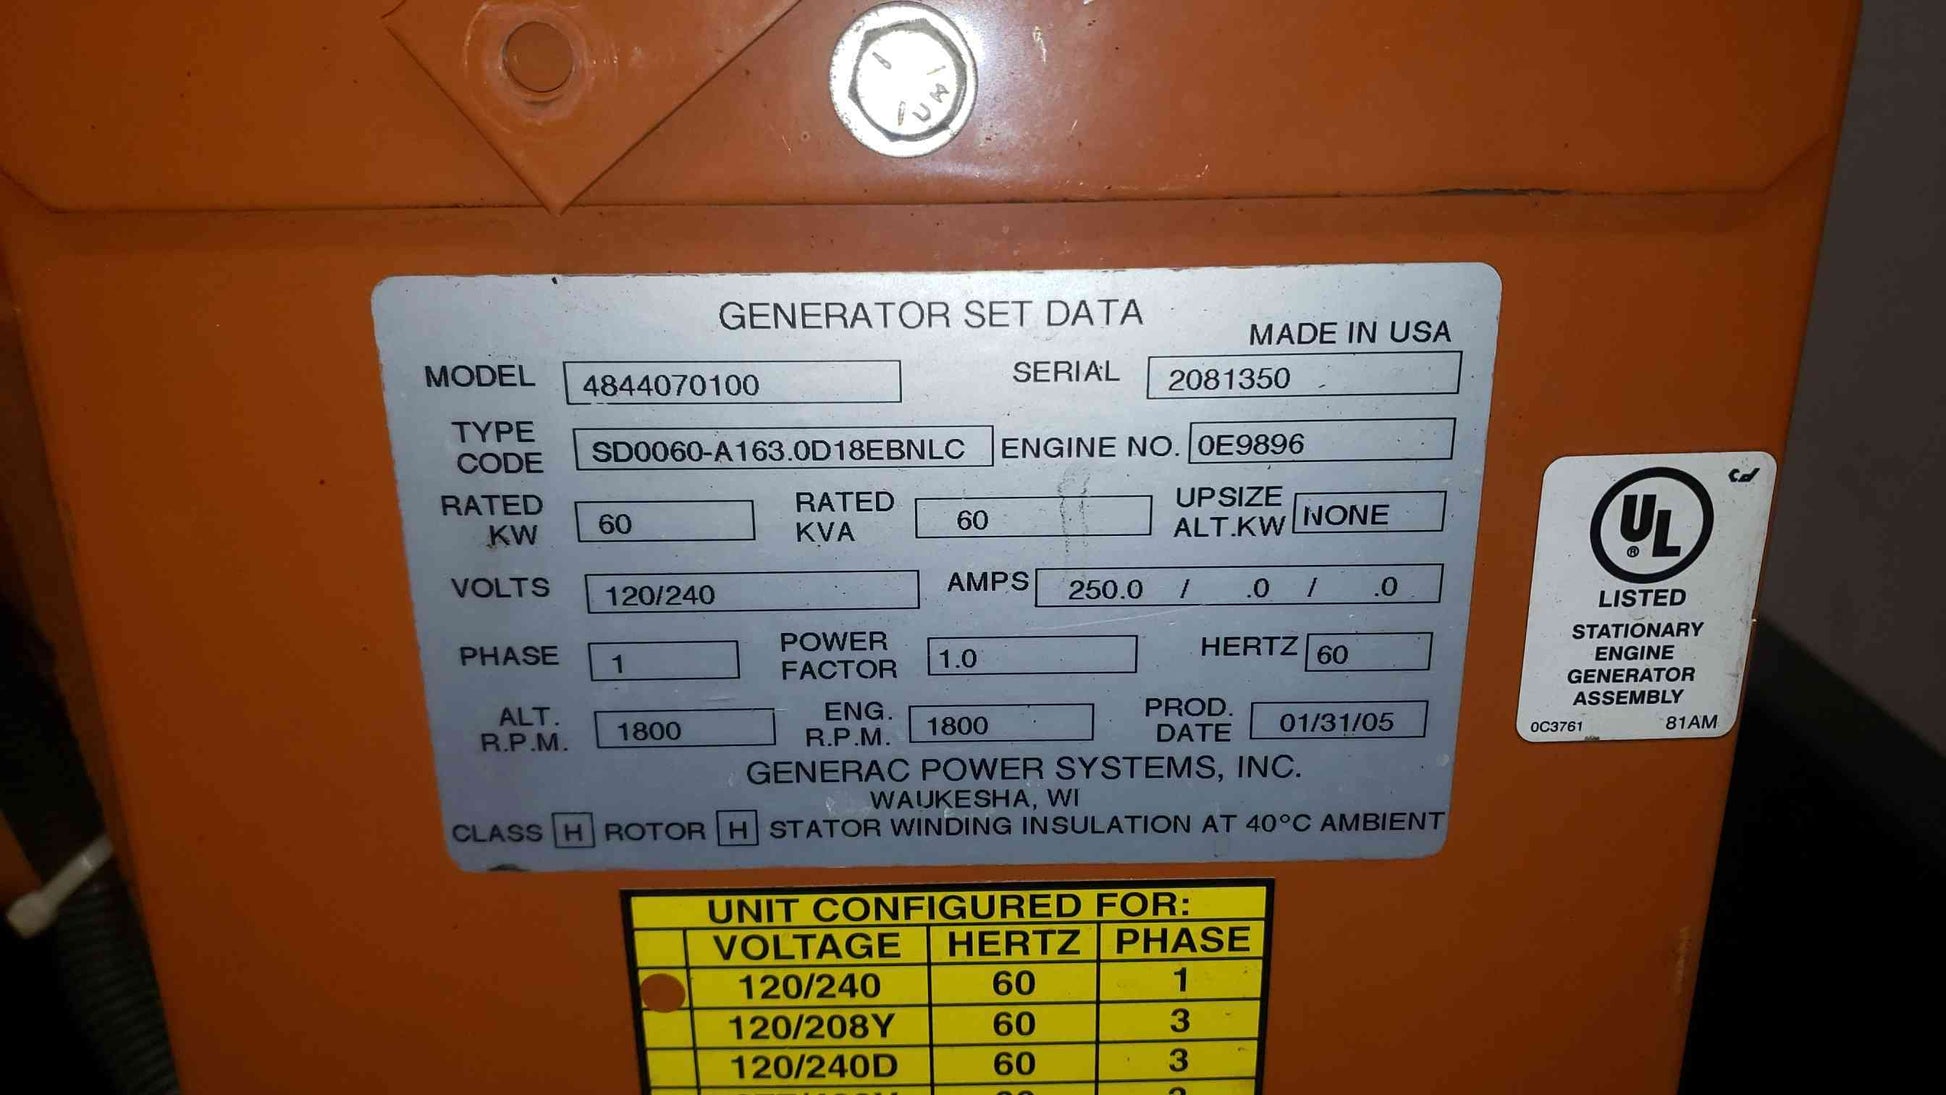 GENERATOR SET DATA
MADE IN USA
MODEL 4844070100 SERIAL 2081350
TYPE CODE SD0060-A163.0D18EBNLC ENGINE NO. 0E9896
RATED KW 60 RATED KVA 60 UPSIZE ALT.KW NONE
VOLTS 120/240 AMPS 250.0 / .0 / .0
PHASE 1 POWER FACTOR 1.0 HERTZ 60
ALT. R.P.M. 1800 ENG. R.P.M. 1800 PROD. DATE 01/31/05
GENERAC POWER SYSTEMS, INC.
WAUKESHA, WI
CLASS H ROTOR H STATOR WINDING INSULATION AT 40°C AMBIENT
UL
®
LISTED
STATIONARY
ENGINE
GENERATOR
ASSEMBLY
0C3761 81AM
UNIT CONFIGURED FOR:
VOLTAGE HERTZ PHASE
120/240 60 1
120/208Y 60 3
120/240D 60 3